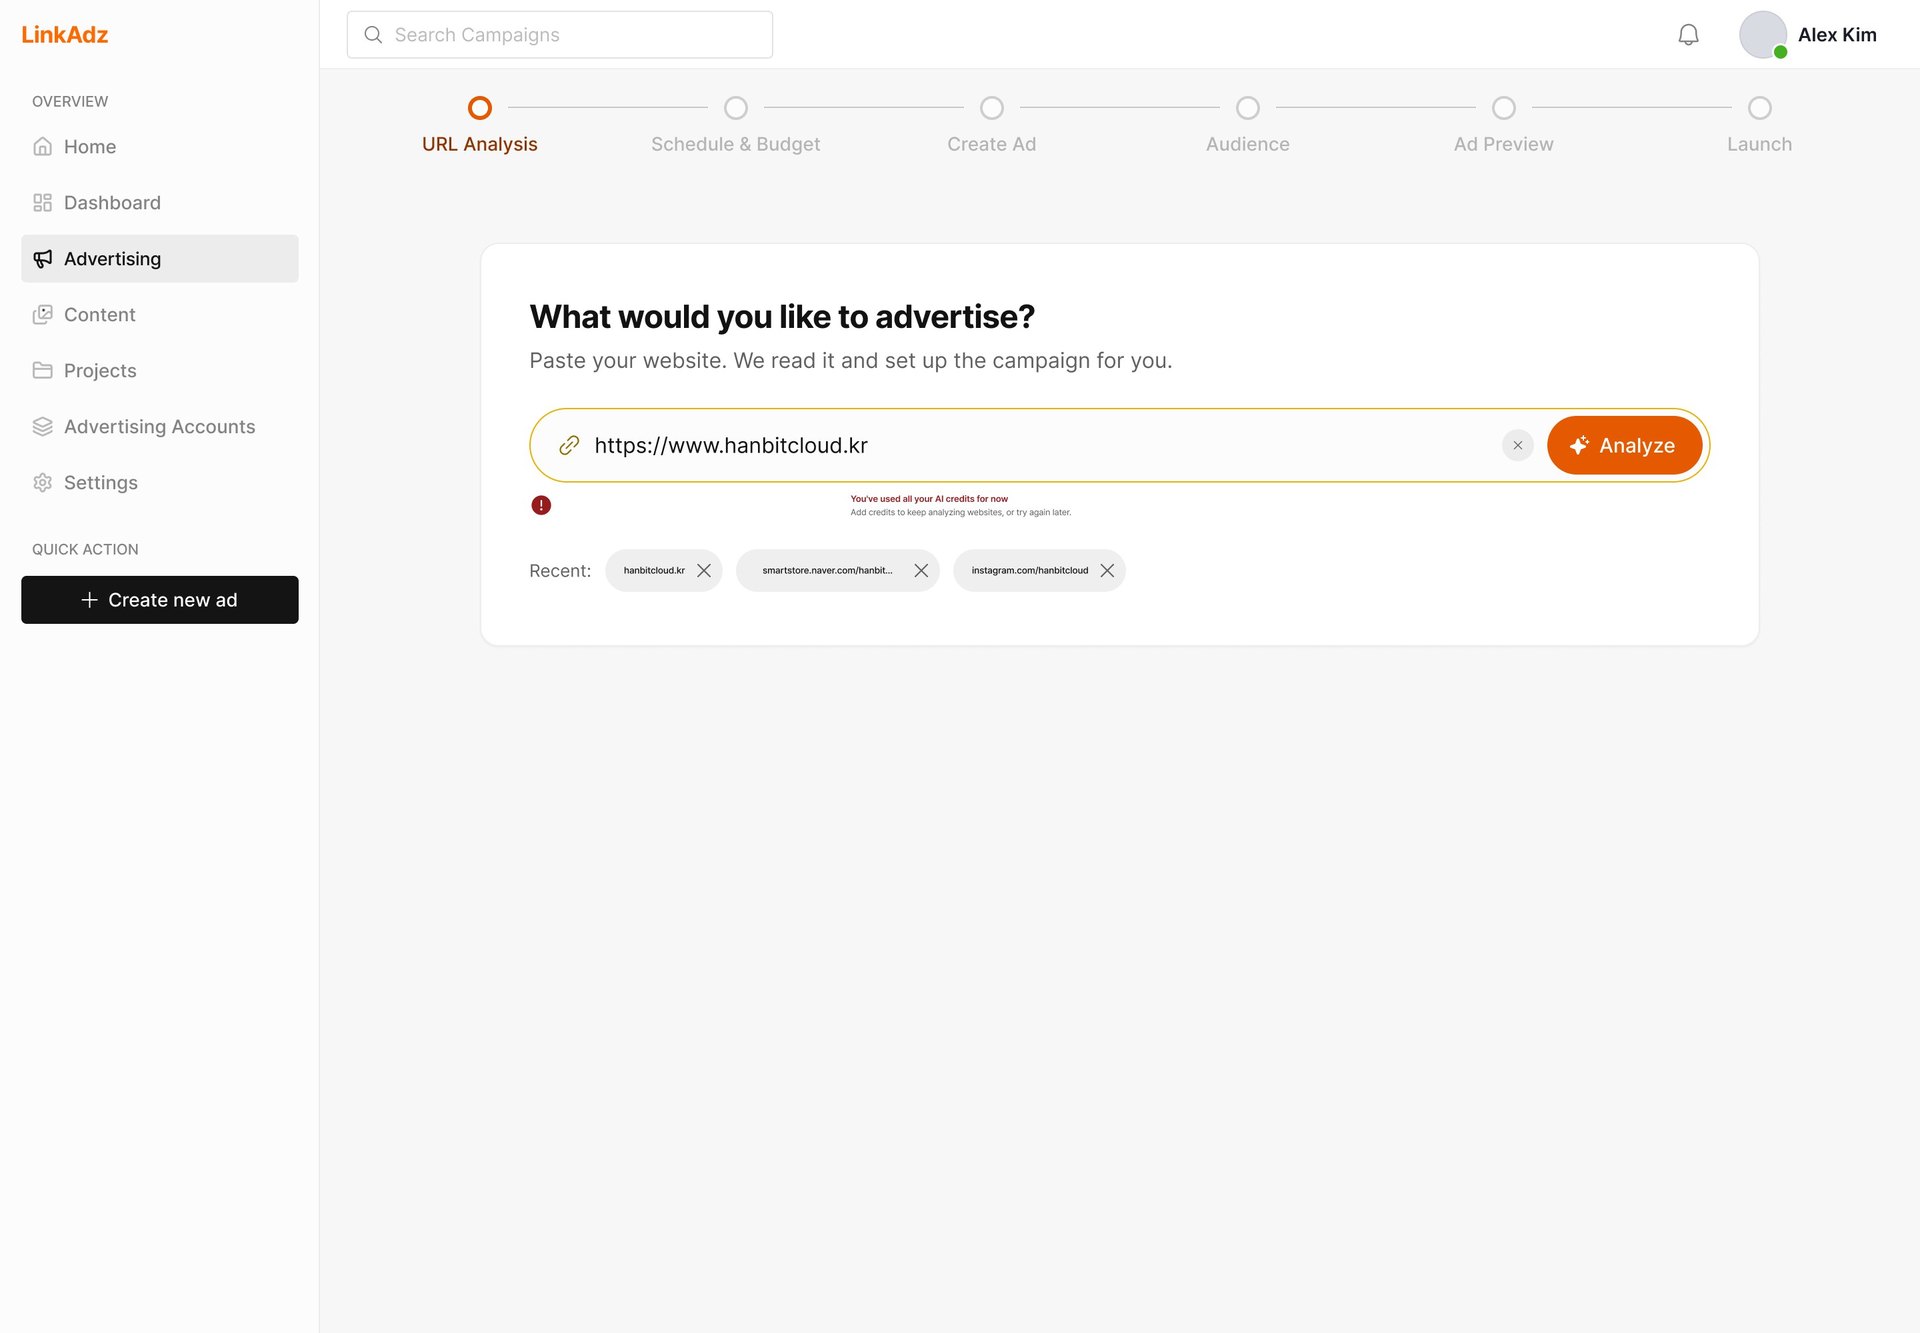 LinkAdz
Search Campaigns
Alex Kim
OVERVIEW
Home
Dashboard
Advertising
Content
Projects
Advertising Accounts
Settings
QUICK ACTION
Create new ad
URL Analysis
Schedule & Budget
Create Ad
Audience
Ad Preview
Launch
What would you like to advertise?
Paste your website. We read it and set up the campaign for you.
https://www.hanbitcloud.kr
Analyze
You've used all your AI credits for now
Add credits to keep analyzing websites, or try again later.
Recent:
hanbitcloud.kr
smartstore.naver.com/hanbit...
instagram.com/hanbitcloud